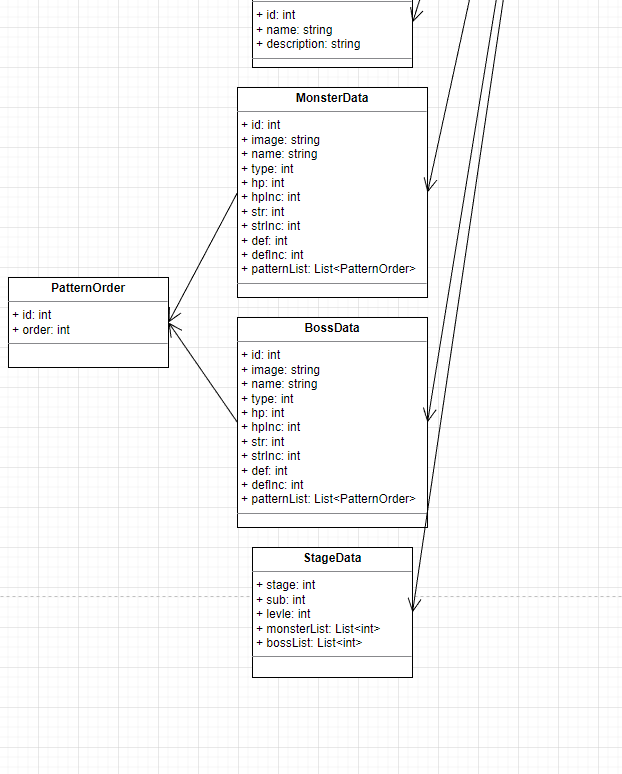 + id: int
+ name: string
+ description: string
MonsterData
+ id: int
+ image: string
+ name: string
+ type: int
+ hp: int
+ hpInc: int
+ str: int
+ strInc: int
+ def: int
+ defInc: int
+ patternList: List<PatternOrder>
PatternOrder
+ id: int
+ order: int
BossData
+ id: int
+ image: string
+ name: string
+ type: int
+ hp: int
+ hpInc: int
+ str: int
+ strInc: int
+ def: int
+ defInc: int
+ patternList: List<PatternOrder>
StageData
+ stage: int
+ sub: int
+ levle: int
+ monsterList: List<int>
+ bossList: List<int>